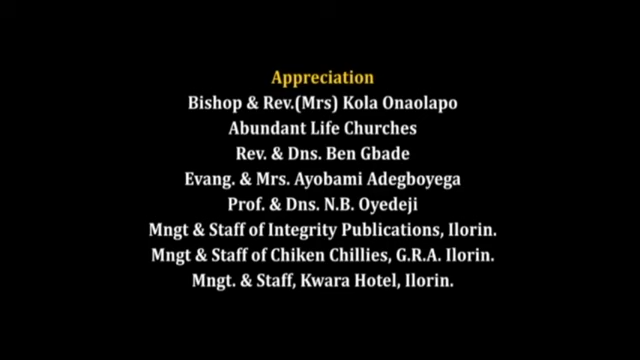 Appreciation
Bishop & Rev.(Mrs) Kola Onaolapo
Abundant Life Churches
Rev. & Dns. Ben Gbade
Evang. & Mrs. Ayobami Adegboyega
Prof. & Dns. N.B. Oyedeji
Mngt & Staff of Integrity Publications, Ilorin.
Mngt & Staff of Chiken Chillies, G.R.A. Ilorin.
Mngt. & Staff, Kwara Hotel, Ilorin.